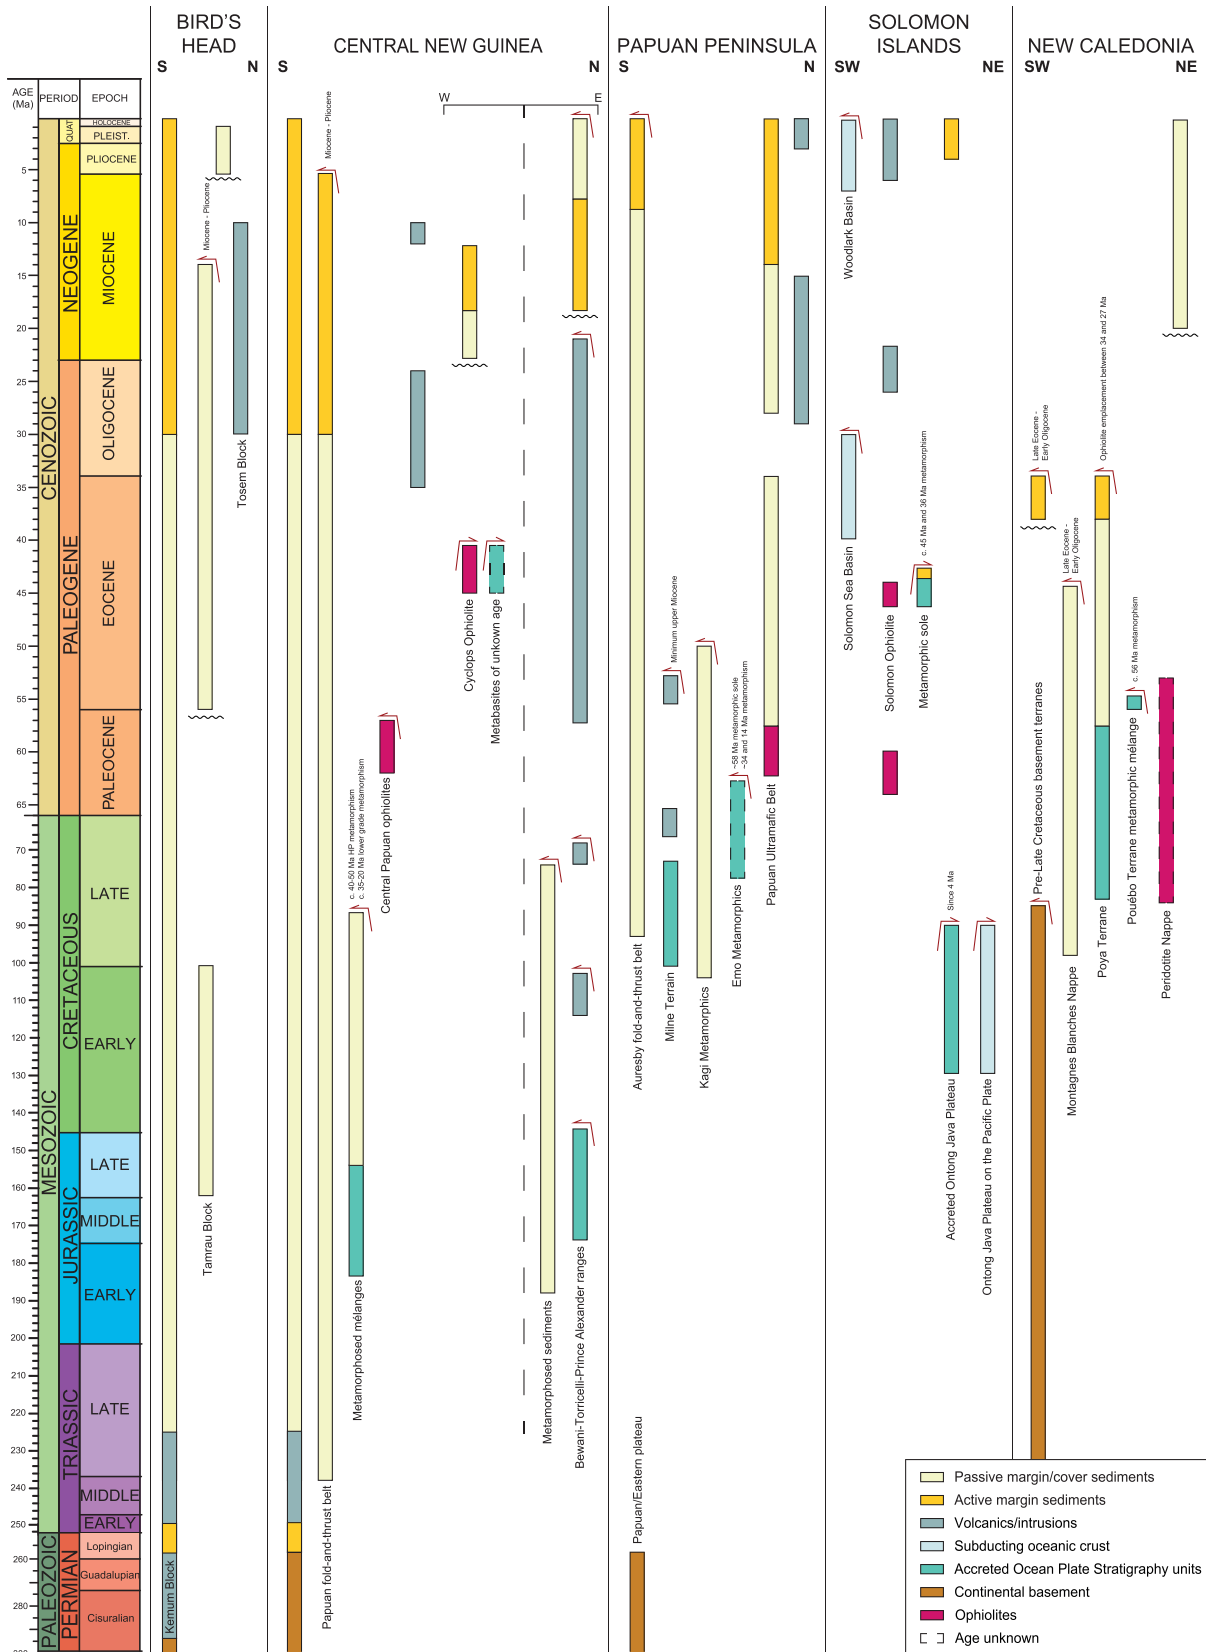 BIRD'S
HEAD
CENTRAL NEW GUINEA
PAPUAN PENINSULA
SOLOMON
ISLANDS
NEW CALEDONIA
S
N
S
N
S
N
SW
NE
SW
NE
AGE
(Ma)
PERIOD
EPOCH
W
E
QUAT
HOLOCENE
PLEIST.
PLIOCENE
MIOCENE
OLIGOCENE
EOCENE
PALEOCENE
LATE
EARLY
LATE
MIDDLE
EARLY
LATE
MIDDLE
EARLY
Lopingian
Guadalupian
Cisuralian
CENOZOIC
MESOZOIC
PALEOZOIC
NEOGENE
PALEOGENE
CRETACEOUS
JURASSIC
TRIASSIC
PERMIAN
5
10
15
20
25
30
35
40
45
50
55
60
65
70
80
90
100
110
120
130
140
150
160
170
180
190
200
210
220
230
240
250
260
280
Kemum Block
Miocene - Pliocene
Tamrau Block
Tosem Block
Miocene - Pliocene
Papuan fold-and-thrust belt
c. 40-50 Ma HP metamorphism
c. 35-20 Ma lower grade metamorphism
Metamorphosed mélanges
Central Papuan ophiolites
Cyclops Ophiolite
Metabasites of unkown age
Metamorphosed sediments
Bewani-Torricelli-Prince Alexander ranges
Auresby fold-and-thrust belt
Papuan/Eastern plateau
Minimum upper Miocene
Milne Terrain
Kagi Metamorphics
~58 Ma metamorphic sole
~34 and 14 Ma metamorphism
Emo Metamorphics
Papuan Ultramafic Belt
Woodlark Basin
Solomon Sea Basin
Solomon Ophiolite
c. 45 Ma and 36 Ma metamorphism
Metamorphic sole
Since 4 Ma
Accreted Ontong Java Plateau
Ontong Java Plateau on the Pacific Plate
Late Eocene -
Early Oligocene
Pre-Late Cretaceous basement terranes
Late Eocene -
Early Oligocene
Montagnes Blanches Nappe
Ophiolite emplacement between 34 and 27 Ma
Poya Terrane
c. 56 Ma metamorphism
Pouébo Terrane metamorphic mélange
Peridotite Nappe
Passive margin/cover sediments
Active margin sediments
Volcanics/intrusions
Subducting oceanic crust
Accreted Ocean Plate Stratigraphy units
Continental basement
Ophiolites
Age unknown